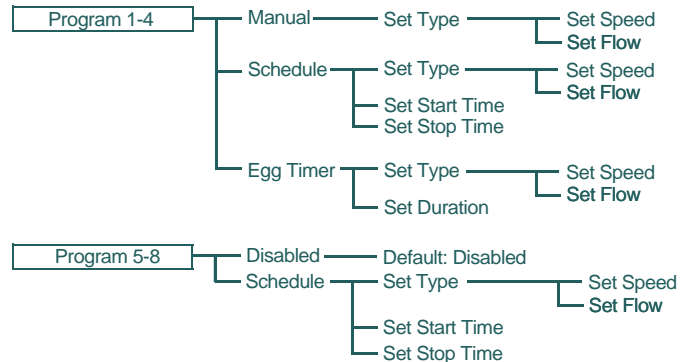 Program 1-4 Manual Set Type Set Speed
Set Flow
Schedule Set Type Set Speed
Set Flow
Set Start Time
Set Stop Time
Egg Timer Set Type Set Speed
Set Flow
Set Duration
Program 5-8 Disabled Default: Disabled
Schedule Set Type Set Speed
Set Flow
Set Start Time
Set Stop Time